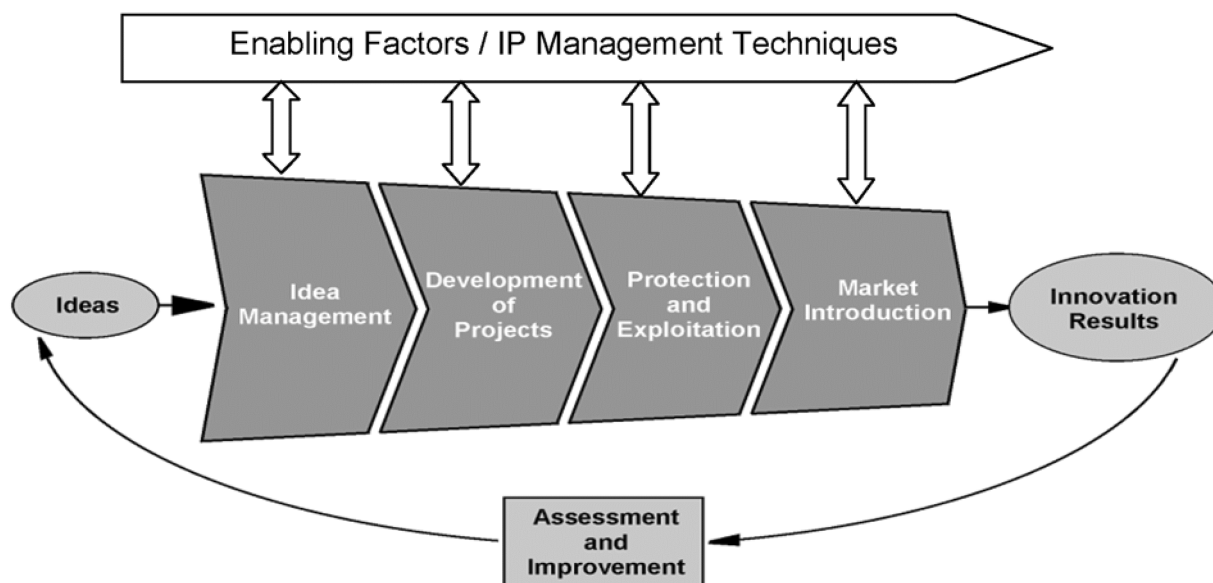 Enabling Factors / IP Management Techniques
Ideas
Idea
Management
Development
of
Projects
Protection
and
Exploitation
Market
Introduction
Innovation
Results
Assessment
and
Improvement